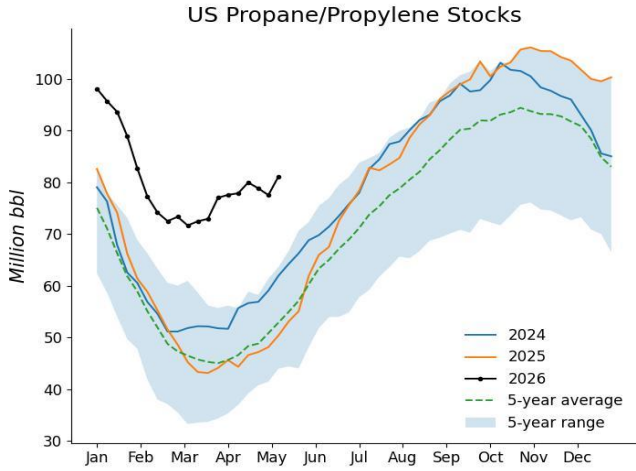 US Propane/Propylene Stocks
Million bbl
100
90
80
70
60
50
40
30
2024
2025
2026
5-year average
5-year range
Jan Feb Mar Apr May Jun Jul Aug Sep Oct Nov Dec